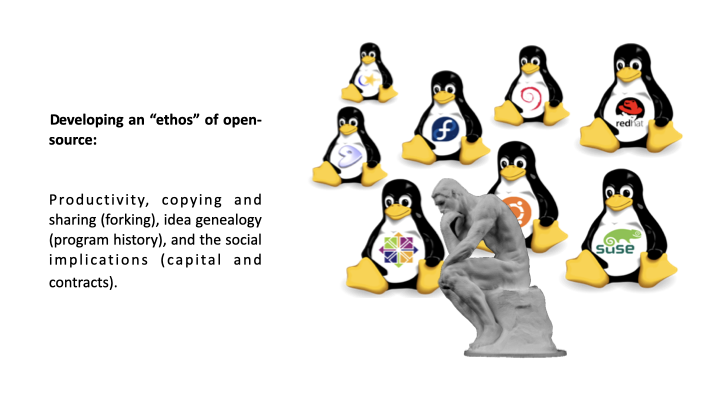 Developing an “ethos” of open-
source:
Productivity, copying and
sharing (forking), idea genealogy
(program history), and the social
implications (capital and
contracts).
redhat
suse